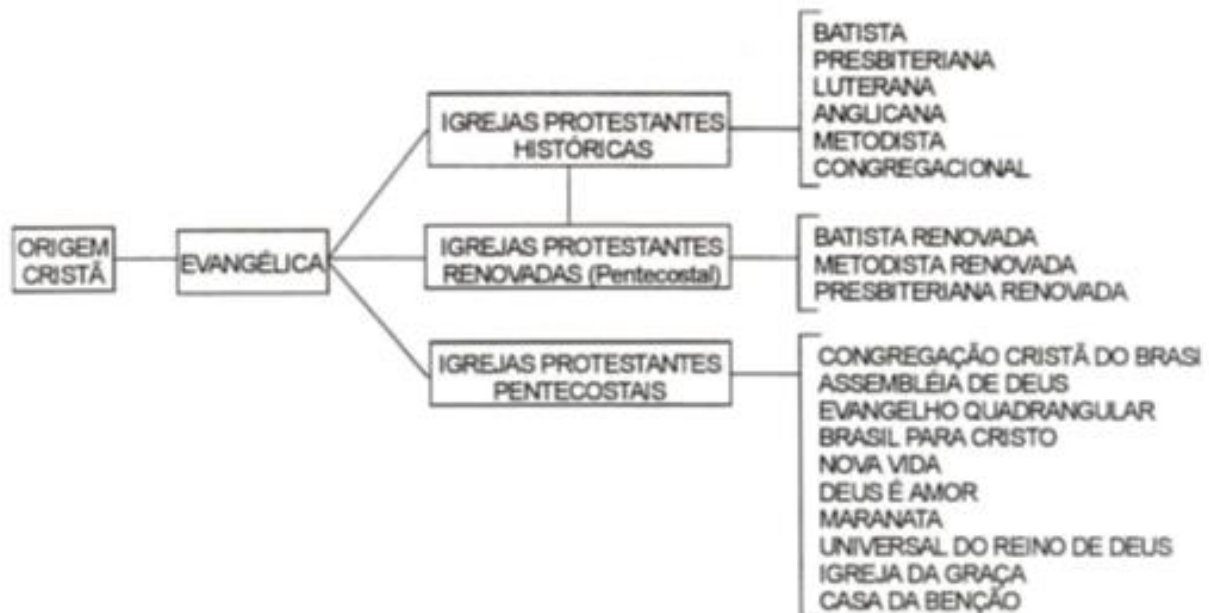 ORIGEM
CRISTÃ
EVANGÉLICA
IGREJAS PROTESTANTES
HISTÓRICAS
BATISTA
PRESBITERIANA
LUTERANA
ANGLICANA
METODISTA
CONGREGACIONAL
IGREJAS PROTESTANTES
RENOVADAS (Pentecostal)
BATISTA RENOVADA
METODISTA RENOVADA
PRESBITERIANA RENOVADA
IGREJAS PROTESTANTES
PENTECOSTAIS
CONGREGAÇÃO CRISTÃ DO BRASI
ASSEMBLÉIA DE DEUS
EVANGELHO QUADRANGULAR
BRASIL PARA CRISTO
NOVA VIDA
DEUS É AMOR
MARANATA
UNIVERSAL DO REINO DE DEUS
IGREJA DA GRAÇA
CASA DA BENÇÃO